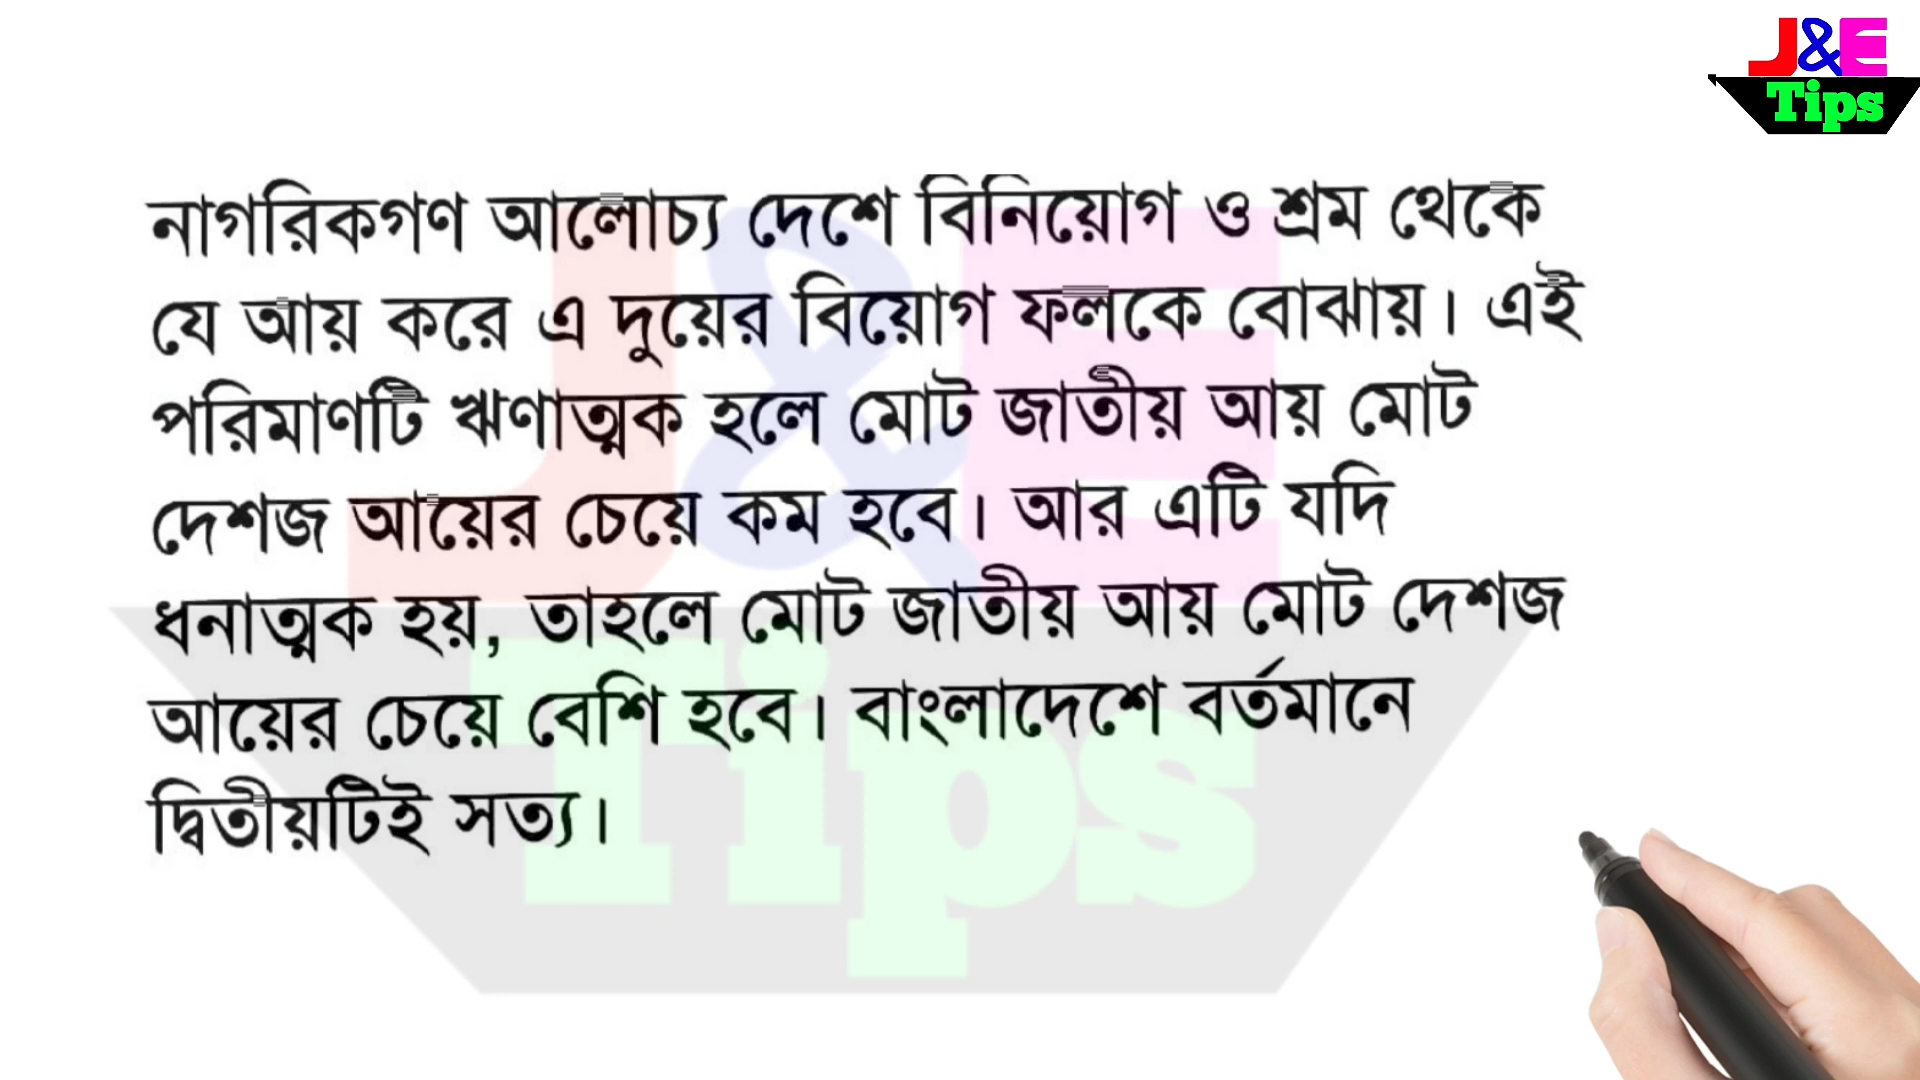 J&E
Tips
নাগরিকগণ আলোচ্য দেশে বিনিয়োগ ও শ্রম থেকে
যে আয় করে এ দুয়ের বিয়োগ ফলকে বোঝায়। এই
পরিমাণটি ঋণাত্মক হলে মোট জাতীয় আয় মোট
দেশজ আয়ের চেয়ে কম হবে। আর এটি যদি
ধনাত্মক হয়, তাহলে মোট জাতীয় আয় মোট দেশজ
আয়ের চেয়ে বেশি হবে। বাংলাদেশে বর্তমানে
দ্বিতীয়টিই সত্য।